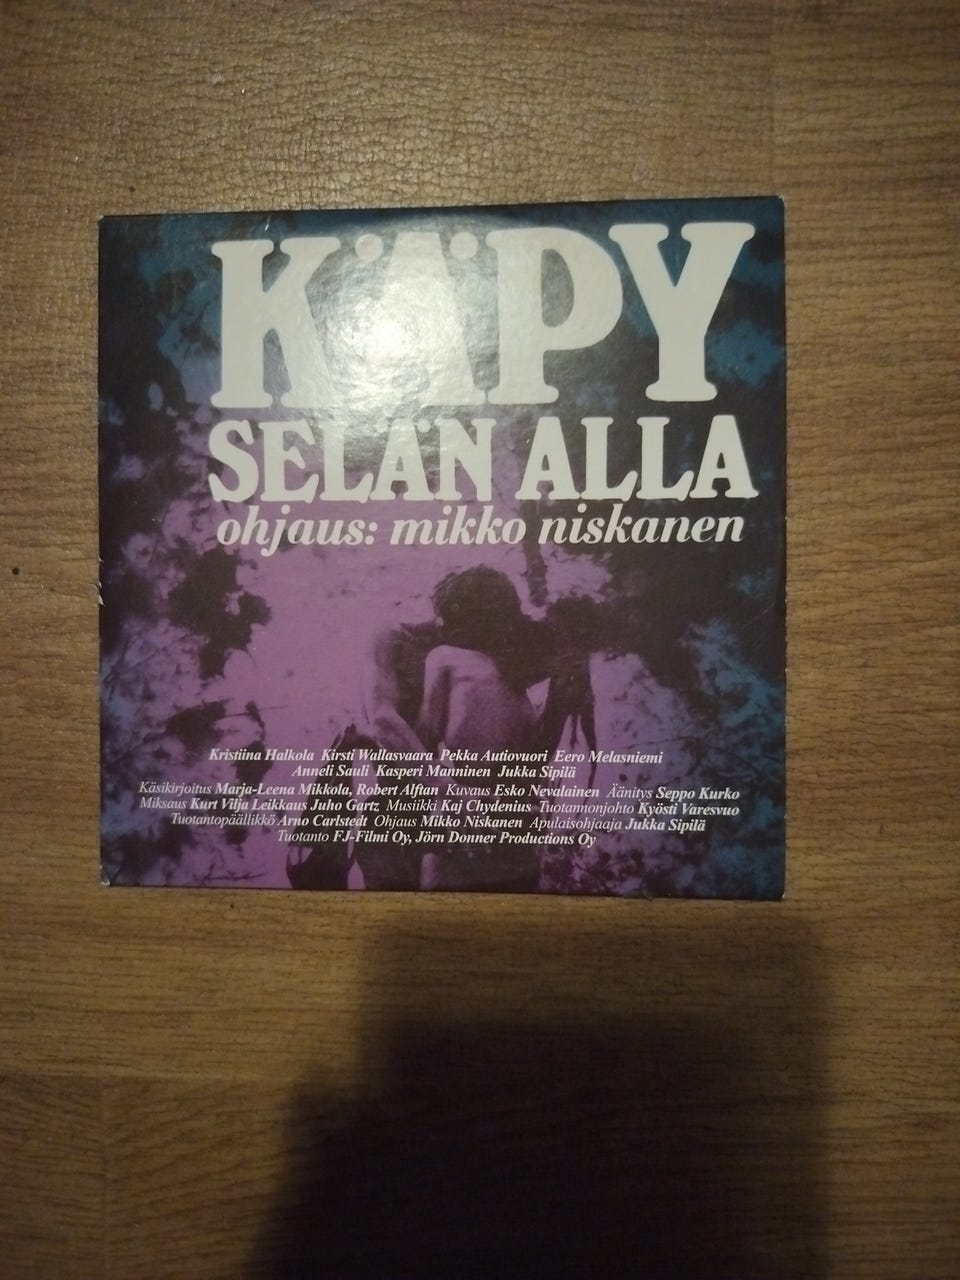 KÄPY
SELÄN ALLA
ohjaus: mikko niskanen
Kristiina Halkola Kirsti Wallasvaara Pekka Autiovuori Eero Melasniemi
Anneli Sauli Kasperi Manninen Jukka Sipilä
Käsikirjoitus Marja-Leena Mikkola, Robert Alftan Kuvaus Esko Nevalainen Äänitys Seppo Kurko
Miksaus Kurt Vilja Leikkaus Juho Gartz Musiikki Kaj Chydenius Tuotannonjohto Kyösti Varesvuo
Tuotantopäällikkö Arno Carlstedt Ohjaus Mikko Niskanen Apulaisohjaaja Jukka Sipilä
Tuotanto FJ-Filmi Oy, Jörn Donner Productions Oy